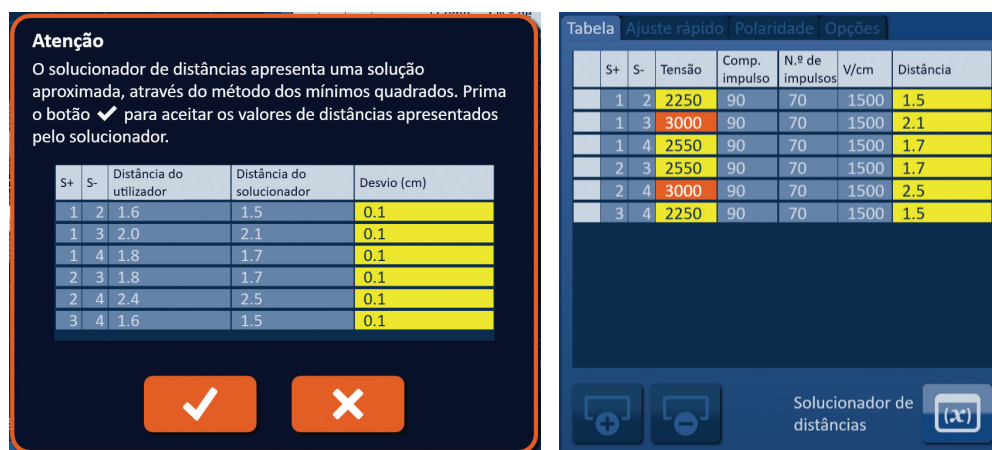 Atenção
O solucionador de distâncias apresenta uma solução
aproximada, através do método dos mínimos quadrados. Prima
o botão ✔ para aceitar os valores de distâncias apresentados
pelo solucionador.
S+ S- Distância do utilizador Distância do solucionador Desvio (cm)
1 2 1.6 1.5 0.1
1 3 2.0 2.1 0.1
1 4 1.8 1.7 0.1
2 3 1.8 1.7 0.1
2 4 2.4 2.5 0.1
3 4 1.6 1.5 0.1
Tabela Ajuste rápido Polaridade Opções
S+ S- Tensão Comp. impulso N.º de impulsos V/cm Distância
1 2 2250 90 70 1500 1.5
1 3 3000 90 70 1500 2.1
1 4 2550 90 70 1500 1.7
2 3 2550 90 70 1500 1.7
2 4 3000 90 70 1500 2.5
3 4 2250 90 70 1500 1.5
Solucionador de
distâncias
(x)